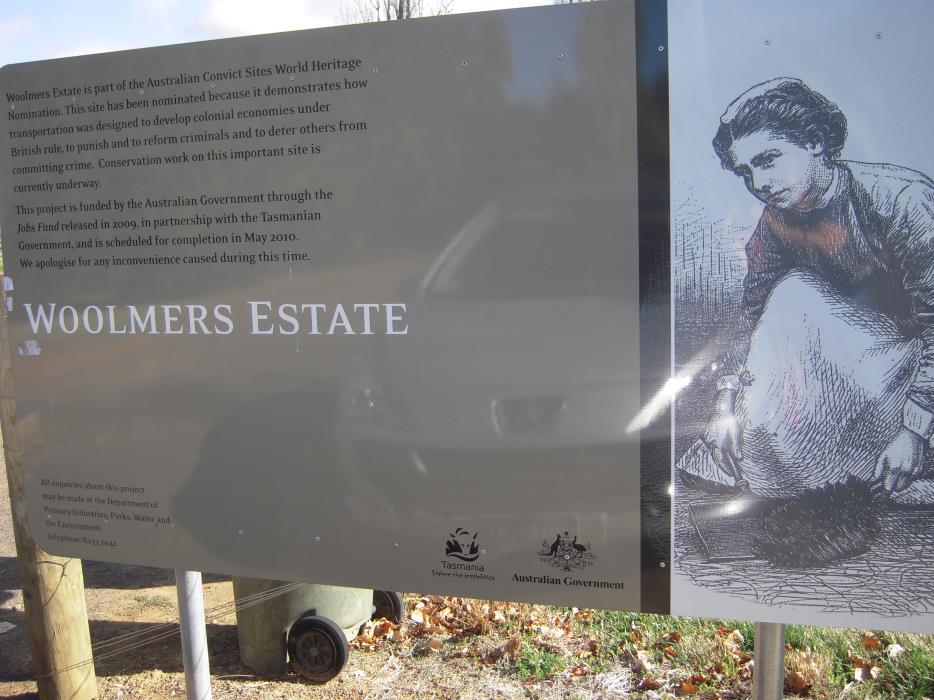 Woolmers Estate is part of the Australian Convict Sites World Heritage
Nomination. This site has been nominated because it demonstrates how
transportation was designed to develop colonial economies under
British rule, to punish and to reform criminals and to deter others from
committing crime. Conservation work on this important site is
currently underway.
This project is funded by the Australian Government through the
Jobs Fund released in 2009, in partnership with the Tasmanian
Government, and is scheduled for completion in May 2010.
We apologise for any inconvenience caused during this time.
WOOLMERS ESTATE
All enquiries about this project
may be made at the Department of
Primary Industries, Parks, Water and
the Environment.
Telephone: 6233 2042
Tasmania
Explore the possibilities
Australian Government